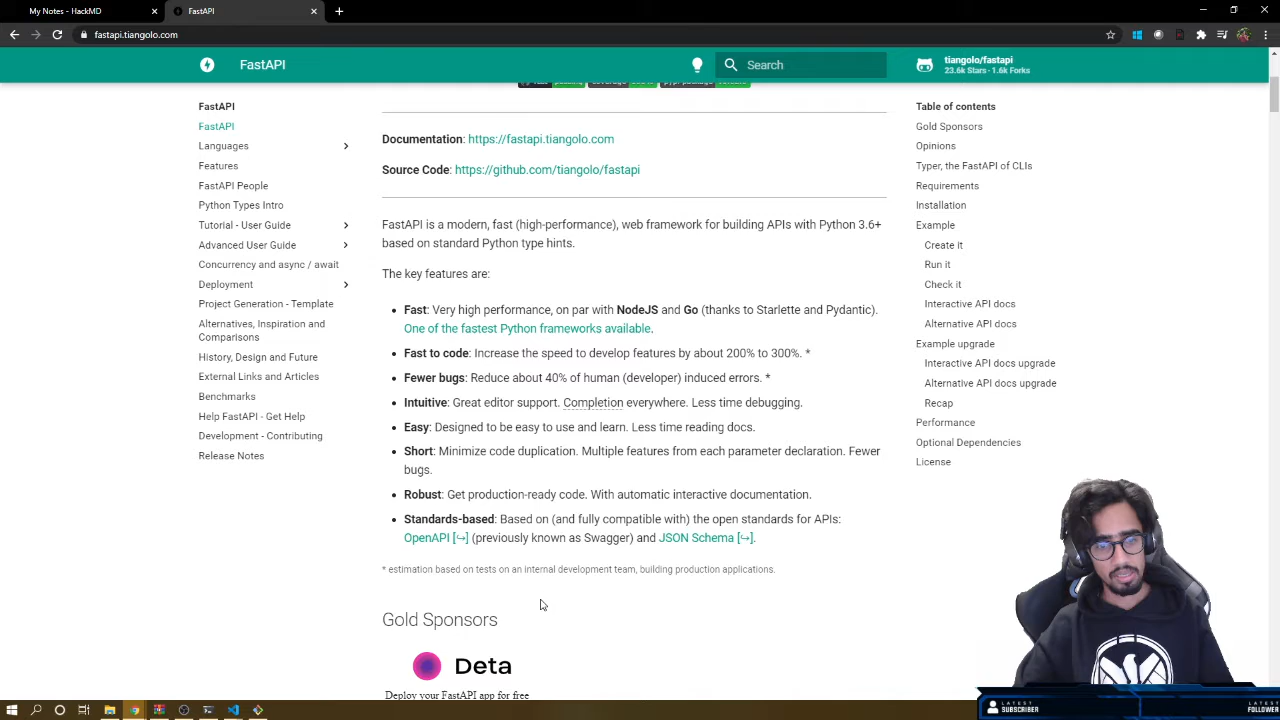 My Notes - HackMD
FastAPI
fastapi.tiangolo.com
FastAPI
Search
tiangolo/fastapi
23.6k Stars · 1.6k Forks
FastAPI
FastAPI
Languages
Features
FastAPI People
Python Types Intro
Tutorial - User Guide
Advanced User Guide
Concurrency and async / await
Deployment
Project Generation - Template
Alternatives, Inspiration and
Comparisons
History, Design and Future
External Links and Articles
Benchmarks
Help FastAPI - Get Help
Development - Contributing
Release Notes
Documentation: https://fastapi.tiangolo.com
Source Code: https://github.com/tiangolo/fastapi
FastAPI is a modern, fast (high-performance), web framework for building APIs with Python 3.6+
based on standard Python type hints.
The key features are:
Fast: Very high performance, on par with NodeJS and Go (thanks to Starlette and Pydantic).
One of the fastest Python frameworks available.
Fast to code: Increase the speed to develop features by about 200% to 300%. *
Fewer bugs: Reduce about 40% of human (developer) induced errors. *
Intuitive: Great editor support. Completion everywhere. Less time debugging.
Easy: Designed to be easy to use and learn. Less time reading docs.
Short: Minimize code duplication. Multiple features from each parameter declaration. Fewer
bugs.
Robust: Get production-ready code. With automatic interactive documentation.
Standards-based: Based on (and fully compatible with) the open standards for APIs:
OpenAPI [↪] (previously known as Swagger) and JSON Schema [↪].
* estimation based on tests on an internal development team, building production applications.
Gold Sponsors
Deta
Deploy your FastAPI app for free
Table of contents
Gold Sponsors
Opinions
Typer, the FastAPI of CLIs
Requirements
Installation
Example
Create it
Run it
Check it
Interactive API docs
Alternative API docs
Example upgrade
Interactive API docs upgrade
Alternative API docs upgrade
Recap
Performance
Optional Dependencies
License
LATEST
SUBSCRIBER
LATEST
FOLLOWER